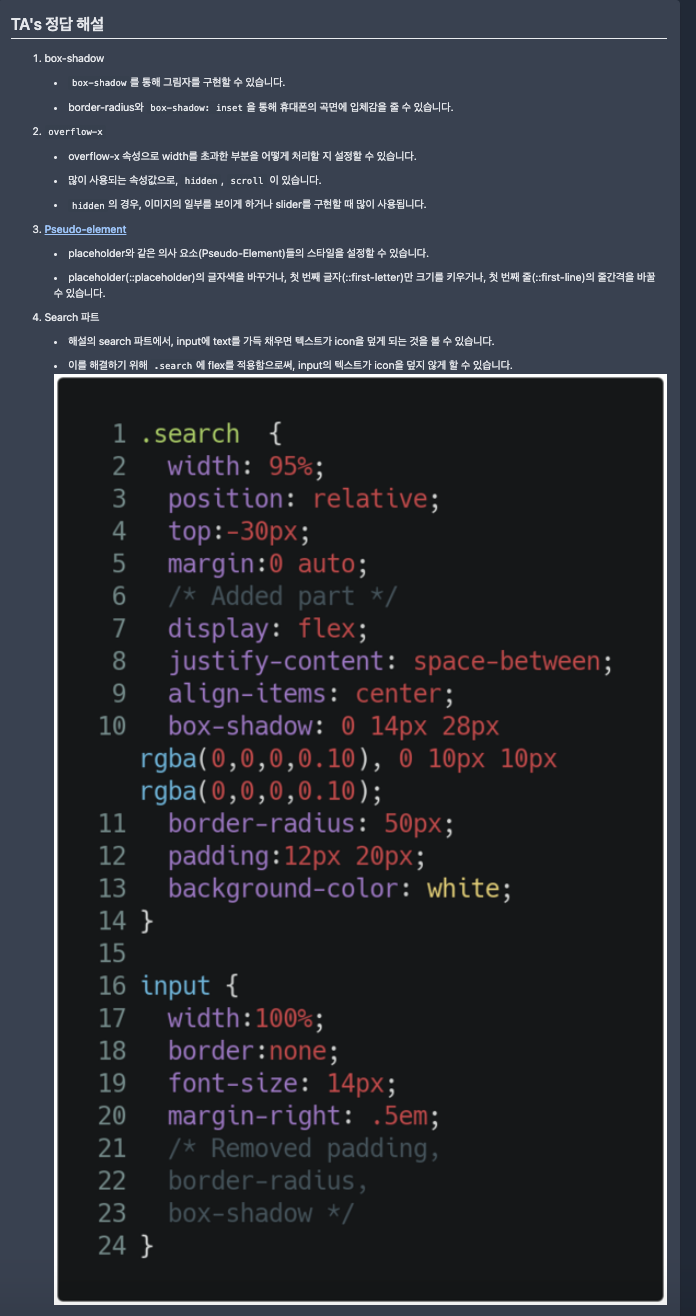 TA's 정답 해설
1. box-shadow
• box-shadow 를 통해 그림자를 구현할 수 있습니다.
• border-radius와 box-shadow: inset 을 통해 휴대폰의 곡면에 입체감을 줄 수 있습니다.
2. overflow-x
• overflow-x 속성으로 width를 초과한 부분을 어떻게 처리할 지 설정할 수 있습니다.
• 많이 사용되는 속성값으로, hidden , scroll 이 있습니다.
• hidden 의 경우, 이미지의 일부를 보이게 하거나 slider를 구현할 때 많이 사용됩니다.
3. Pseudo-element
• placeholder와 같은 의사 요소(Pseudo-Element)들의 스타일을 설정할 수 있습니다.
• placeholder(::placeholder)의 글자색을 바꾸거나, 첫 번째 글자(::first-letter)만 크기를 키우거나, 첫 번째 줄(::first-line)의 줄간격을 바꿀
수 있습니다.
4. Search 파트
• 해설의 search 파트에서, input에 text를 가득 채우면 텍스트가 icon을 덮게 되는 것을 볼 수 있습니다.
• 이를 해결하기 위해 .search 에 flex를 적용함으로써, input의 텍스트가 icon을 덮지 않게 할 수 있습니다.
1 .search {
2 width: 95%;
3 position: relative;
4 top:-30px;
5 margin:0 auto;
6 /* Added part */
7 display: flex;
8 justify-content: space-between;
9 align-items: center;
10 box-shadow: 0 14px 28px
rgba(0,0,0,0.10), 0 10px 10px
rgba(0,0,0,0.10);
11 border-radius: 50px;
12 padding:12px 20px;
13 background-color: white;
14 }
15
16 input {
17 width:100%;
18 border:none;
19 font-size: 14px;
20 margin-right: .5em;
21 /* Removed padding,
22 border-radius,
23 box-shadow */
24 }